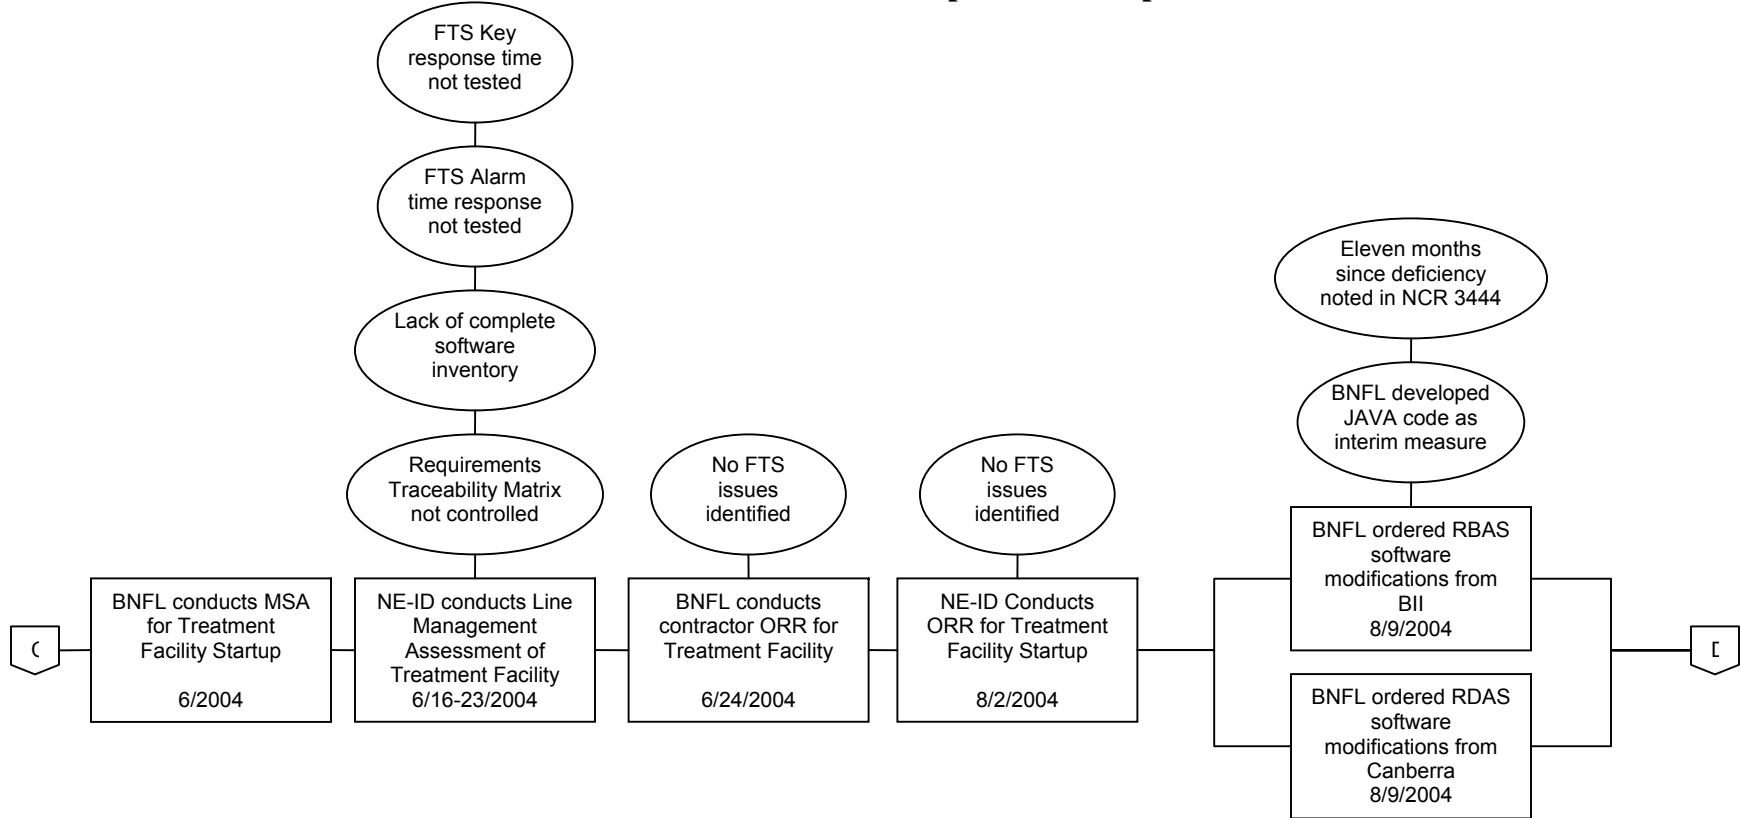 FTS Key
response time
not tested
FTS Alarm
time response
not tested
Lack of complete
software
inventory
Requirements
Traceability Matrix
not controlled
No FTS
issues
identified
No FTS
issues
identified
Eleven months
since deficiency
noted in NCR 3444
BNFL developed
JAVA code as
interim measure
BNFL conducts MSA
for Treatment
Facility Startup
6/2004
NE-ID conducts Line
Management
Assessment of
Treatment Facility
6/16-23/2004
BNFL conducts
contractor ORR for
Treatment Facility
6/24/2004
NE-ID Conducts
ORR for Treatment
Facility Startup
8/2/2004
BNFL ordered RBAS
software
modifications from
BII
8/9/2004
BNFL ordered RDAS
software
modifications from
Canberra
8/9/2004